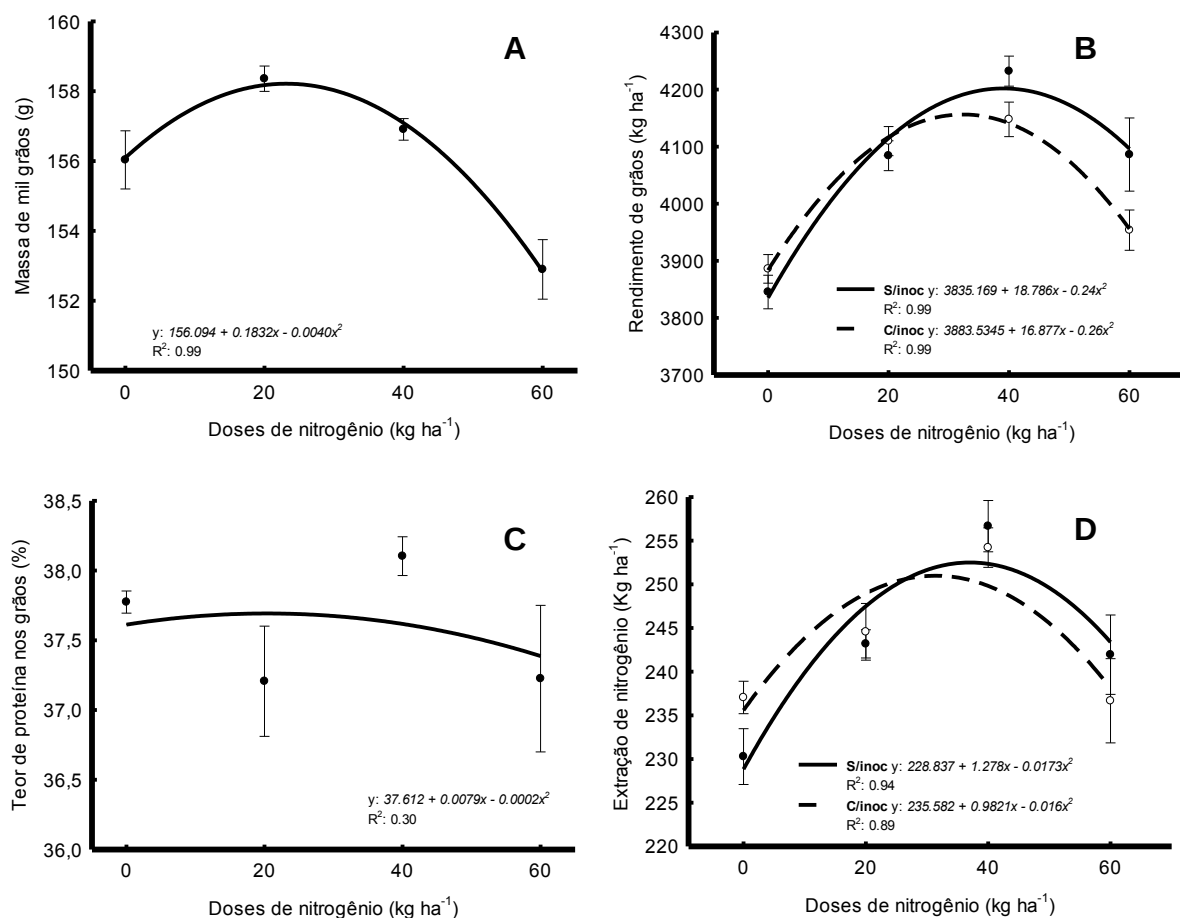 A
Massa de mil grãos (g)
160
158
156
154
152
150
y: 156.094 + 0.1832x - 0.0040x²
R²: 0.99
0 20 40 60
Doses de nitrogênio (kg ha⁻¹)
B
Rendimento de grãos (kg ha⁻¹)
4300
4200
4100
4000
3900
3800
3700
S/inoc y: 3835.169 + 18.786x - 0.24x²
R²: 0.99
C/inoc y: 3883.5345 + 16.877x - 0.26x²
R²: 0.99
0 20 40 60
Doses de nitrogênio (kg ha⁻¹)
C
Teor de proteína nos grãos (%)
38,5
38,0
37,5
37,0
36,5
36,0
y: 37.612 + 0.0079x - 0.0002x²
R²: 0.30
0 20 40 60
Doses de nitrogênio (kg ha⁻¹)
D
Extração de nitrogênio (Kg ha⁻¹)
260
255
250
245
240
235
230
225
220
S/inoc y: 228.837 + 1.278x - 0.0173x²
R²: 0.94
C/inoc y: 235.582 + 0.9821x - 0.016x²
R²: 0.89
0 20 40 60
Doses de nitrogênio (kg ha⁻¹)